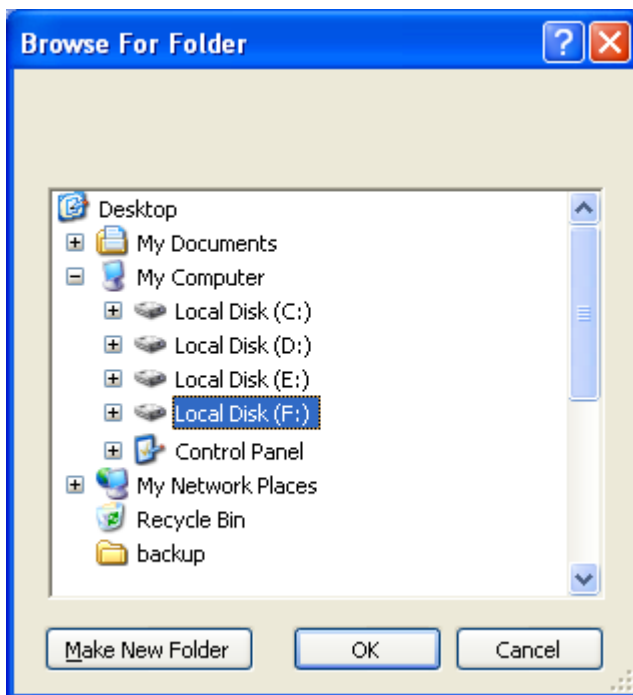 Browse For Folder
Desktop
My Documents
My Computer
Local Disk (C:)
Local Disk (D:)
Local Disk (E:)
Local Disk (F:)
Control Panel
My Network Places
Recycle Bin
backup
Make New Folder OK Cancel